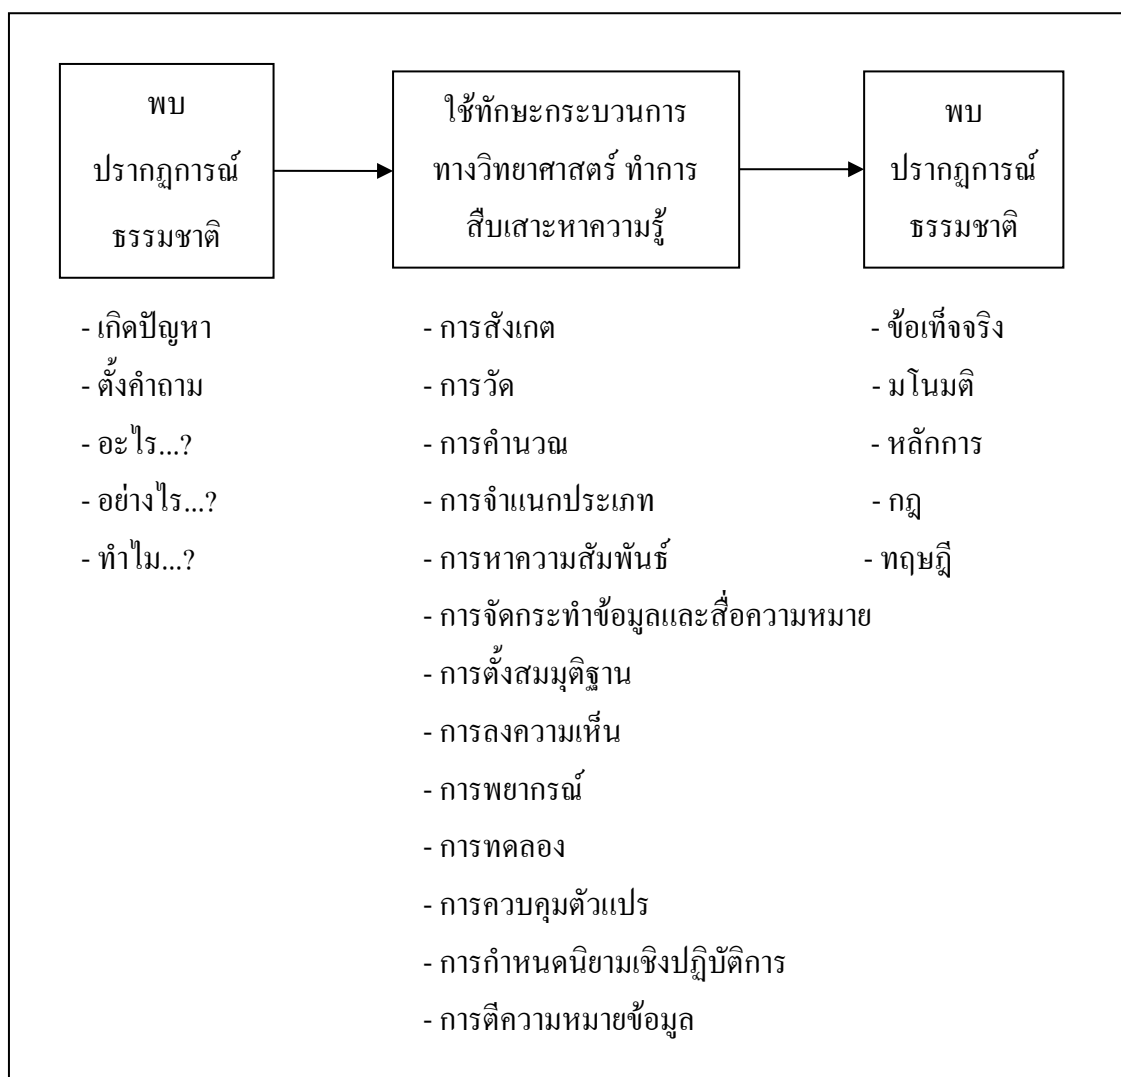 พบ
ปรากฏการณ์
ธรรมชาติ
ใช้ทักษะกระบวนการ
ทางวิทยาศาสตร์ ทำการ
สืบเสาะหาความรู้
พบ
ปรากฏการณ์
ธรรมชาติ
- เกิดปัญหา
- ตั้งคำถาม
- อะไร...?
- อย่างไร...?
- ทำไม...?
- การสังเกต
- การวัด
- การคำนวณ
- การจำแนกประเภท
- การหาความสัมพันธ์
- การจัดกระทำข้อมูลและสื่อความหมาย
- การตั้งสมมุติฐาน
- การลงความเห็น
- การพยากรณ์
- การทดลอง
- การควบคุมตัวแปร
- การกำหนดนิยามเชิงปฏิบัติการ
- การตีความหมายข้อมูล
- ข้อเท็จจริง
- มโนมติ
- หลักการ
- กฎ
- ทฤษฎี